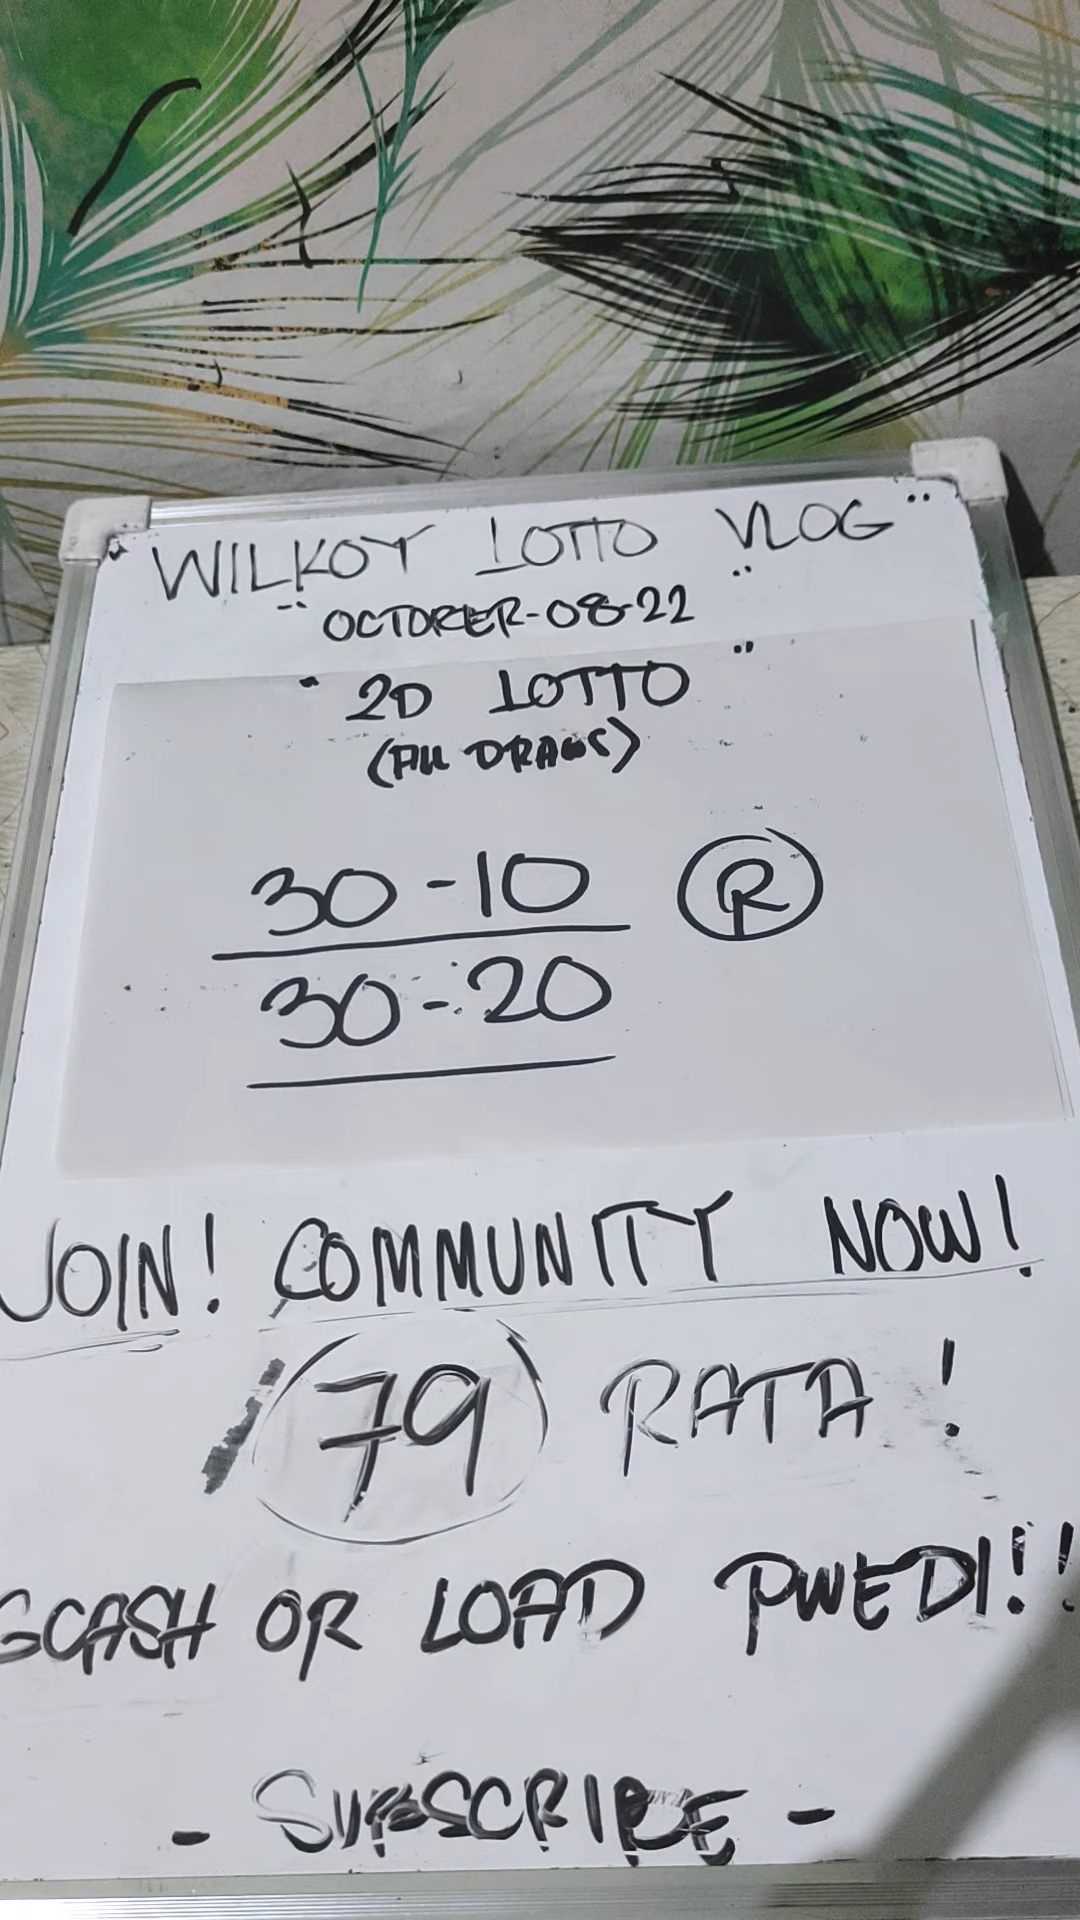 "WILKOY LOTTO VLOG"
"OCTOBER-08-22"
"2D LOTTO"
(ALL DRAWS)
30-10 R
30-20
JOIN! COMMUNITY NOW!
(79) RATA!
GCASH OR LOAD PWEDI!!
- SUBSCRIBE -